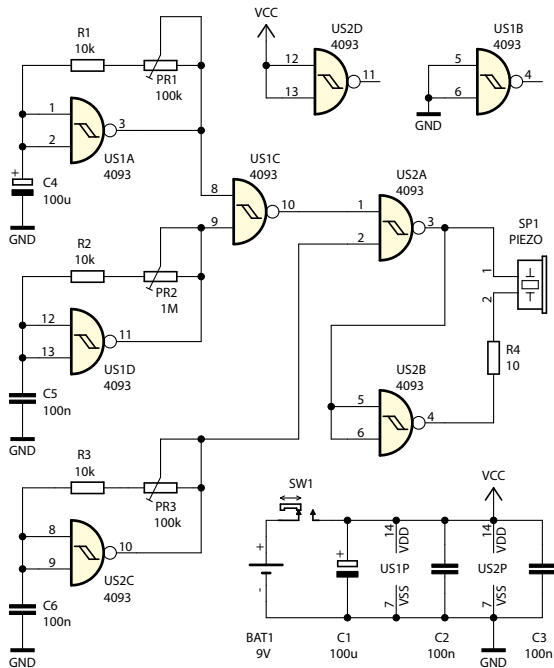 R1
10k
PR1
100k
1
2
3
US1A
4093
+
C4
100u
GND
VCC
12
13
US2D
4093
11
US1B
4093
5
6
4
GND
US1C
4093
8
9
10
US2A
4093
1
2
3
SP1
PIEZO
1
2
R2
10k
PR2
1M
12
13
11
US1D
4093
C5
100n
GND
US2B
4093
5
6
4
R4
10
R3
10k
PR3
100k
8
9
10
US2C
4093
C6
100n
GND
SW1
VCC
+
-
BAT1
9V
+
C1
100u
14
VDD
US1P
7
VSS
C2
100n
14
VDD
US2P
7
VSS
GND
C3
100n